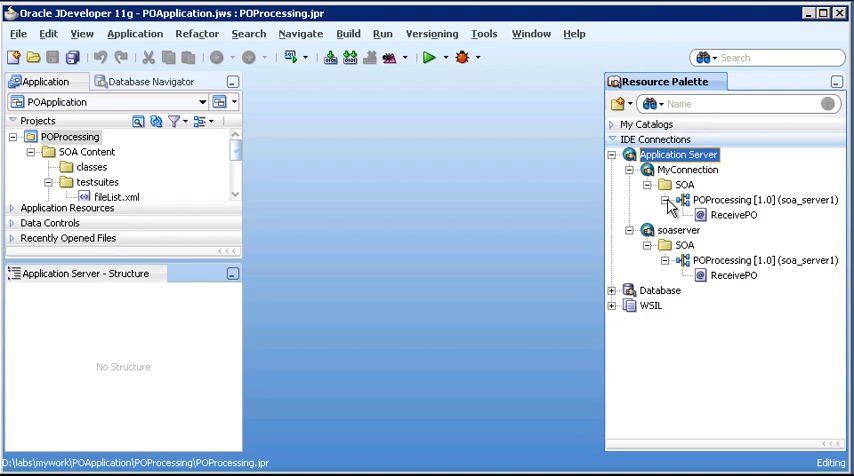 Oracle JDeveloper 11g - POApplication.jws : POProcessing.jpr
File Edit View Application Refactor Search Navigate Build Run Versioning Tools Window Help
Search
Application Database Navigator
POApplication
Projects
POProcessing
SOA Content
classes
testsuites
fileList.xml
Application Resources
Data Controls
Recently Opened Files
Application Server - Structure
No Structure
Resource Palette
Name
My Catalogs
IDE Connections
Application Server
MyConnection
SOA
POProcessing [1.0] (soa_server1)
ReceivePO
soaserver
SOA
POProcessing [1.0] (soa_server1)
ReceivePO
Database
WSIL
D:\labs\mywork\POApplication\POProcessing\POProcessing.jpr Editing